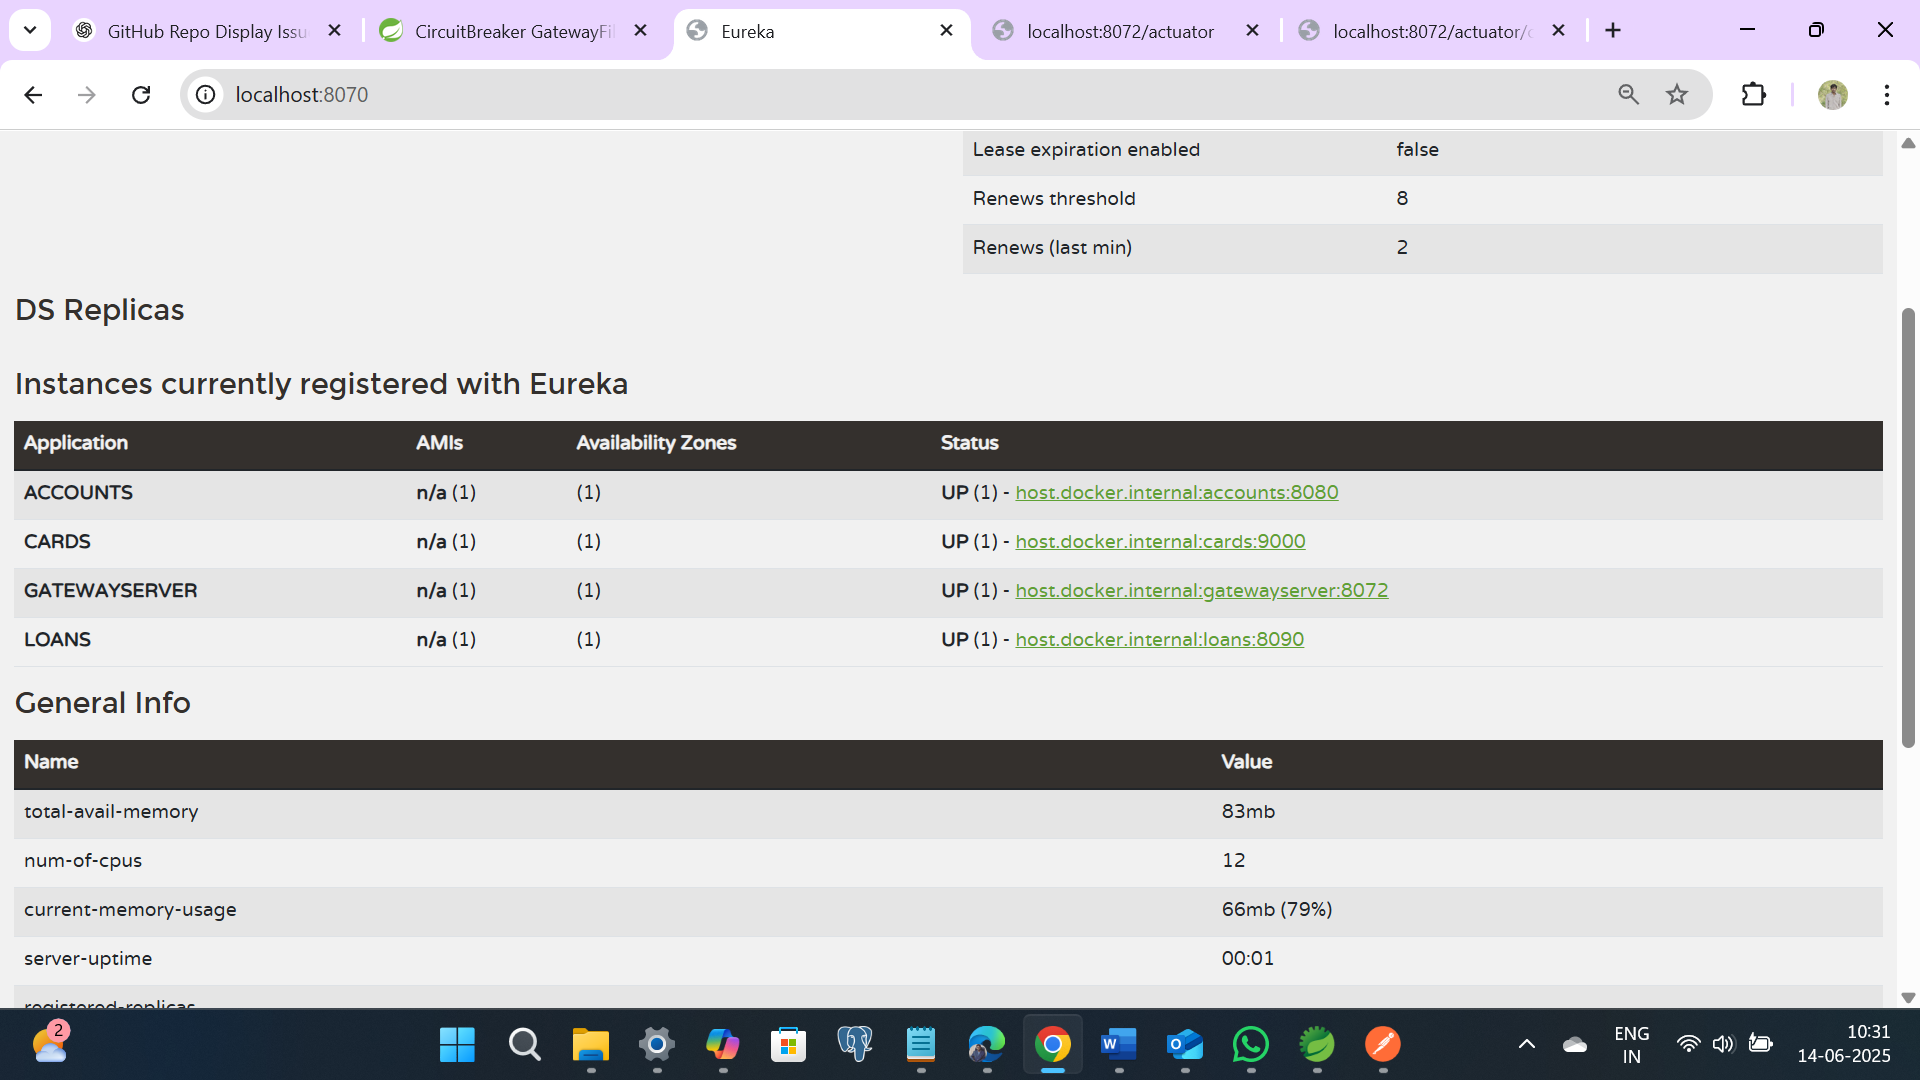 GitHub Repo Display Issu
CircuitBreaker GatewayFil
Eureka
localhost:8072/actuator
localhost:8072/actuator/c
localhost:8070
Lease expiration enabled false
Renews threshold 8
Renews (last min) 2
DS Replicas
Instances currently registered with Eureka
Application AMIs Availability Zones Status
ACCOUNTS n/a (1) (1) UP (1) - host.docker.internal:accounts:8080
CARDS n/a (1) (1) UP (1) - host.docker.internal:cards:9000
GATEWAYSERVER n/a (1) (1) UP (1) - host.docker.internal:gatewayserver:8072
LOANS n/a (1) (1) UP (1) - host.docker.internal:loans:8090
General Info
Name Value
total-avail-memory 83mb
num-of-cpus 12
current-memory-usage 66mb (79%)
server-uptime 00:01
registered-replicas
2
ENG
IN
10:31
14-06-2025